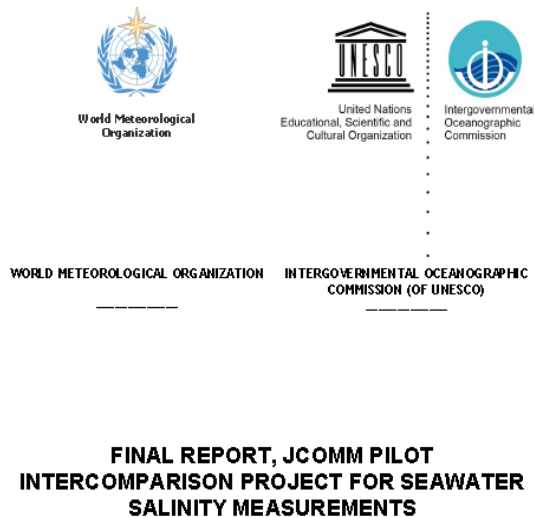 World Meteorological
Organization
UNESCO
United Nations
Educational, Scientific and
Cultural Organization
Intergovernmental
Oceanographic
Commission
WORLD METEOROLOGICAL ORGANIZATION
INTERGOVERNMENTAL OCEANOGRAPHIC
COMMISSION (OF UNESCO)
FINAL REPORT, JCOMM PILOT
INTERCOMPARISON PROJECT FOR SEAWATER
SALINITY MEASUREMENTS